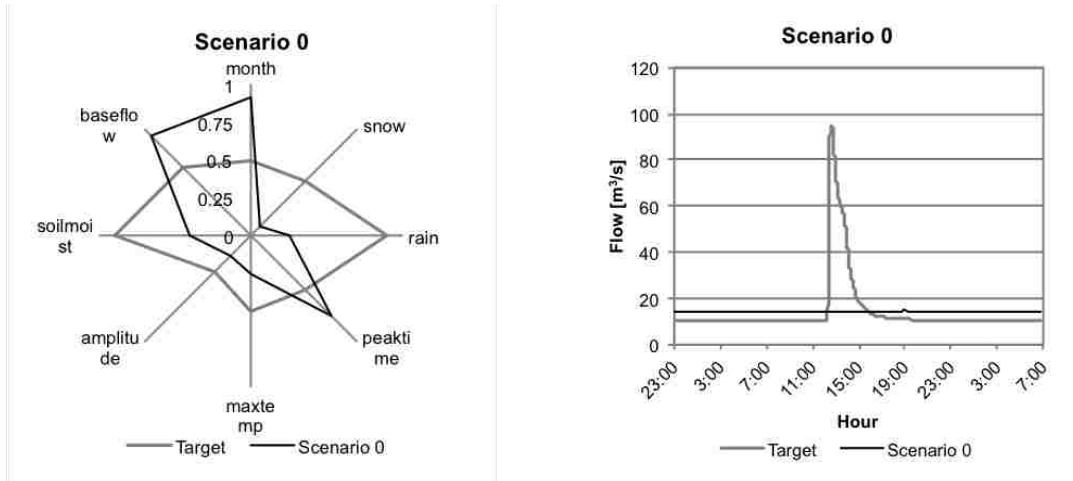 Scenario 0
month
1
baseflo
w
0.75
snow
0.5
0.25
soilmoi
st
0
rain
amplitu
de
peakti
me
maxte
mp
Target
Scenario 0
Scenario 0
120
100
80
60
40
20
0
Flow [m³/s]
23:00
3:00
7:00
11:00
15:00
19:00
23:00
3:00
7:00
Hour
Target
Scenario 0